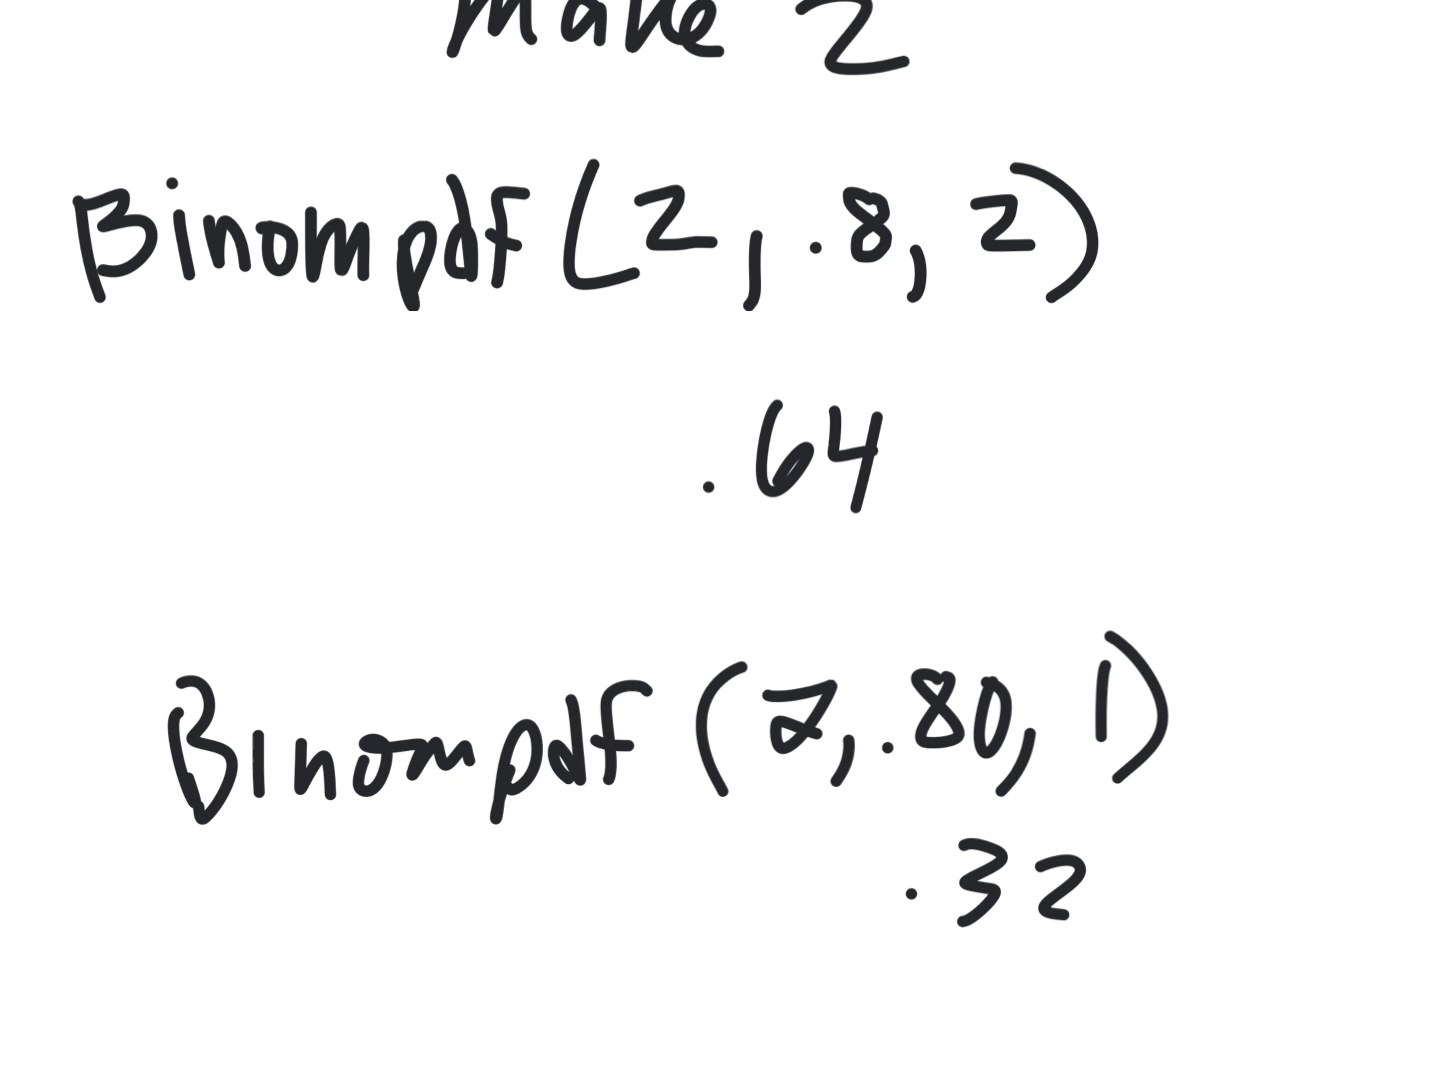 make 2
Binompdf (2, .8, 2)
.64
Binompdf (2, .80, 1)
.32